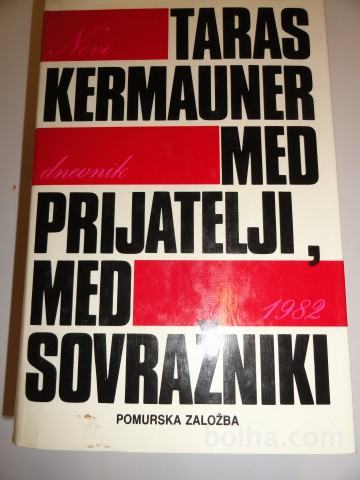 Novi TARAS
KERMAUNER
dnevnik MED
PRIJATELJI,
MED 1982
SOVRAŽNIKI
POMURSKA ZALOŽBA
bolha.com